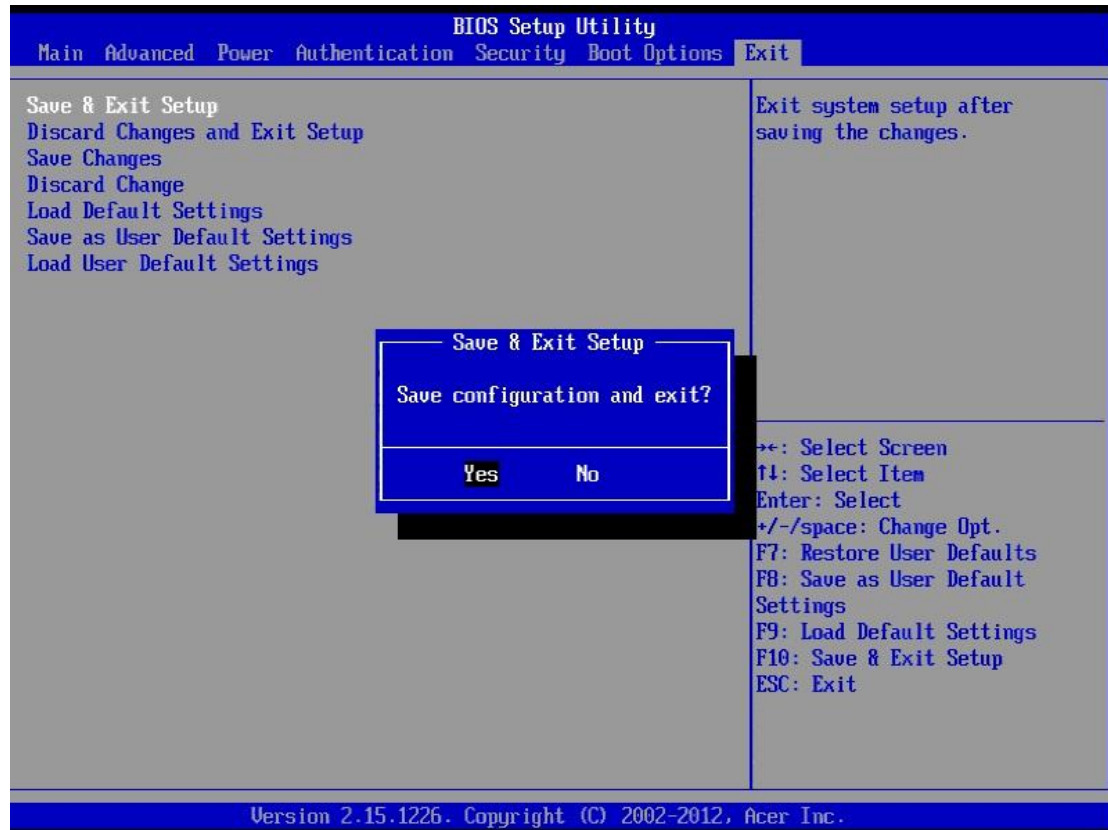 BIOS Setup Utility
Main Advanced Power Authentication Security Boot Options Exit
Save & Exit Setup
Discard Changes and Exit Setup
Save Changes
Discard Change
Load Default Settings
Save as User Default Settings
Load User Default Settings
Exit system setup after
saving the changes.
Save & Exit Setup
Save configuration and exit?
Yes No
→←: Select Screen
↑↓: Select Item
Enter: Select
+/-/space: Change Opt.
F7: Restore User Defaults
F8: Save as User Default
Settings
F9: Load Default Settings
F10: Save & Exit Setup
ESC: Exit
Version 2.15.1226. Copyright (C) 2002-2012, Acer Inc.